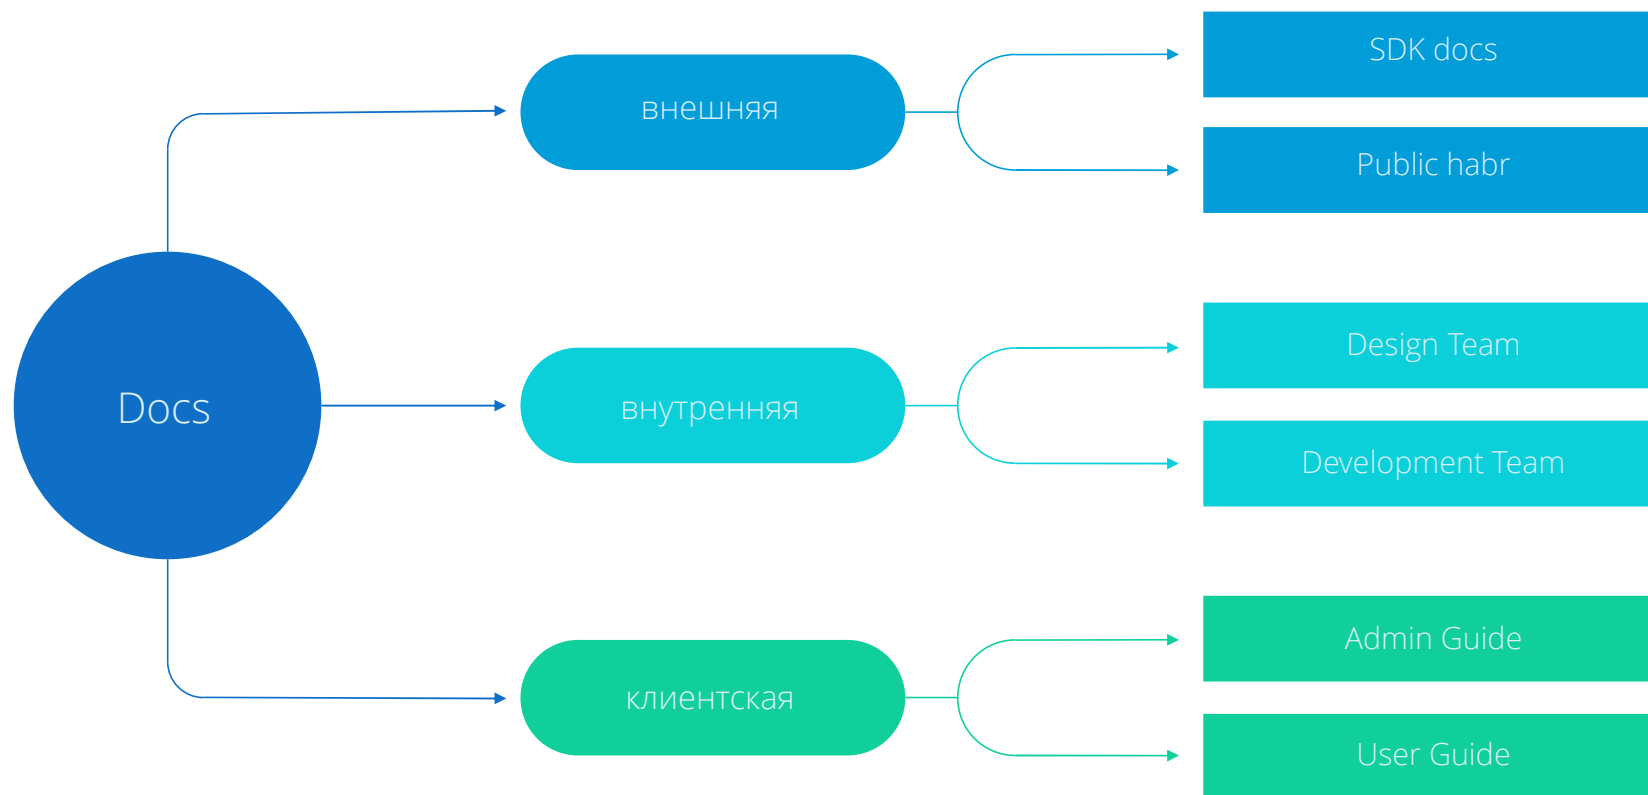 Docs
внешняя
SDK docs
Public habr
внутренняя
Design Team
Development Team
клиентская
Admin Guide
User Guide